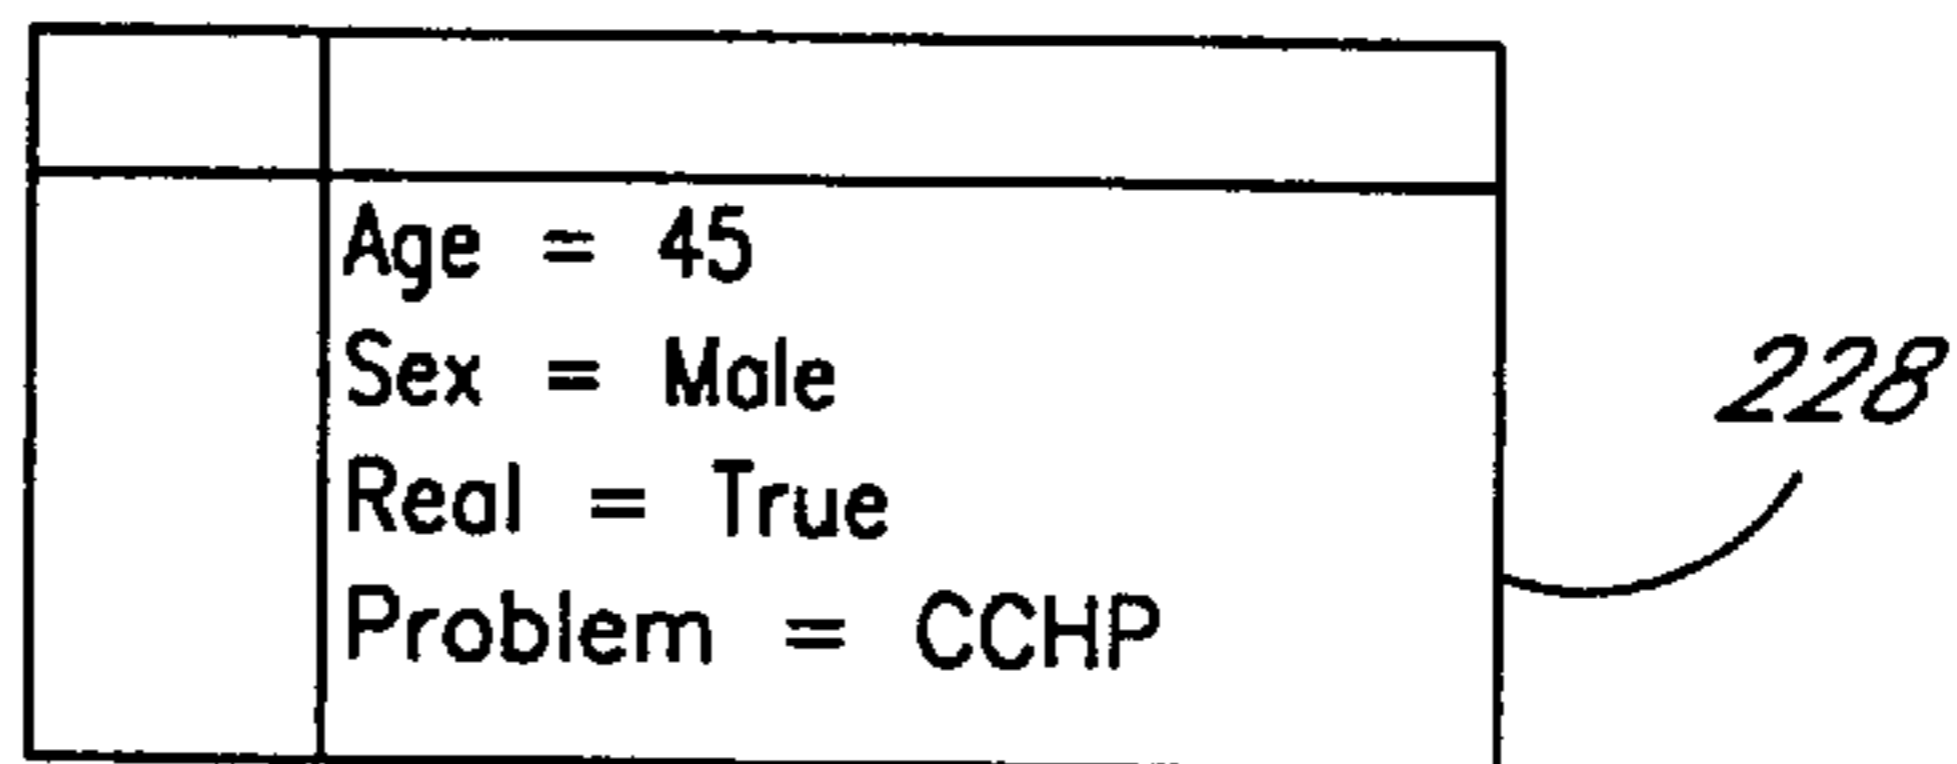 Age = 45
Sex = Male
Real = True
Problem = CCHP
228